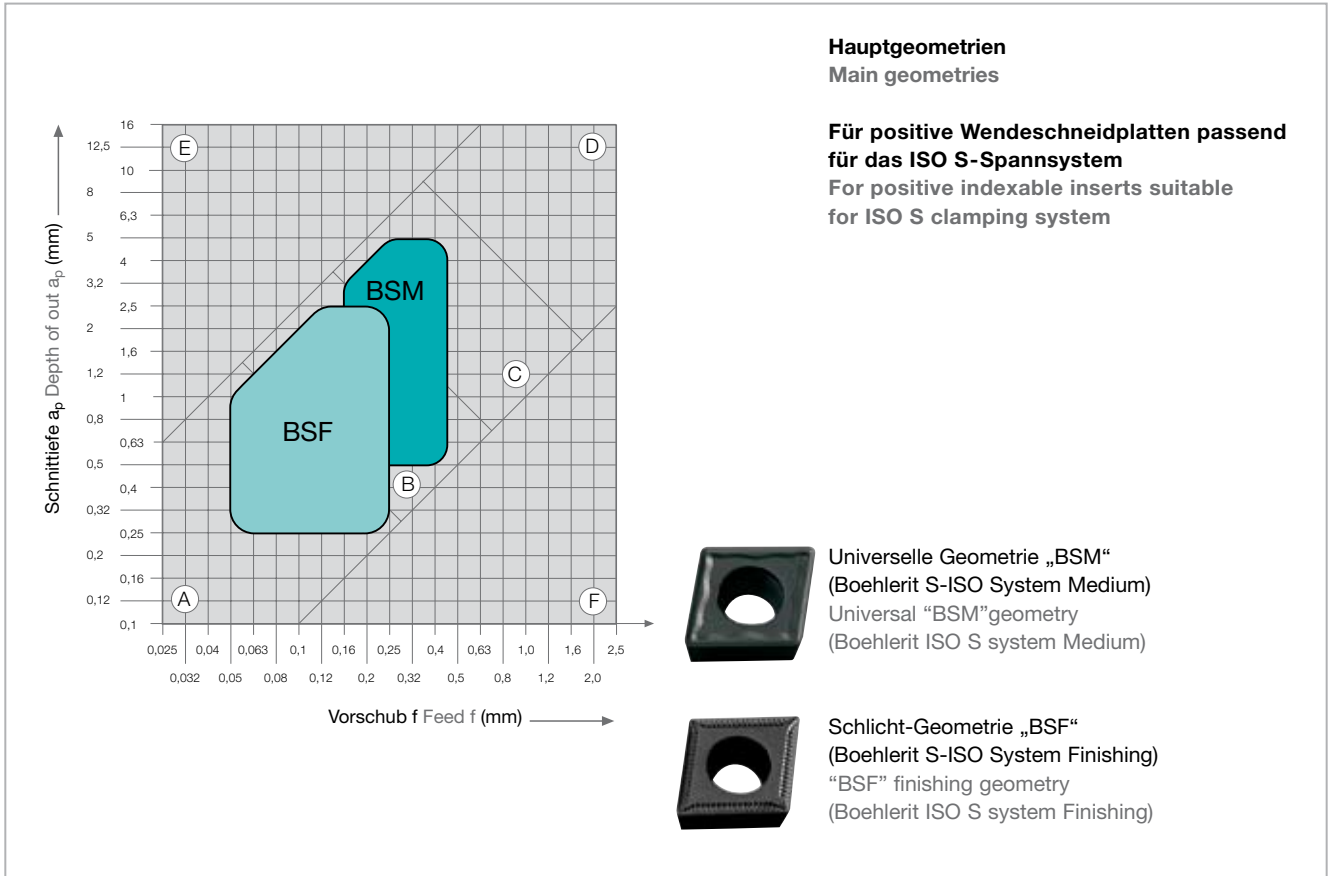 Hauptgeometrien
Main geometries
Für positive Wendeschneidplatten passend
für das ISO S-Spannsystem
For positive indexable inserts suitable
for ISO S clamping system
Schnittiefe ap Depth of out ap (mm)
16
12,5
10
8
6,3
5
4
3,2
2,5
2
1,6
1,2
1
0,8
0,63
0,5
0,4
0,32
0,25
0,2
0,16
0,12
0,1
E
D
BSM
C
BSF
B
A
F
0,025 0,04 0,063 0,1 0,16 0,25 0,4 0,63 1,0 1,6 2,5
0,032 0,05 0,08 0,12 0,2 0,32 0,5 0,8 1,2 2,0
Vorschub f Feed f (mm)
Universelle Geometrie „BSM“
(Boehlerit S-ISO System Medium)
Universal “BSM”geometry
(Boehlerit ISO S system Medium)
Schlicht-Geometrie „BSF“
(Boehlerit S-ISO System Finishing)
“BSF” finishing geometry
(Boehlerit ISO S system Finishing)